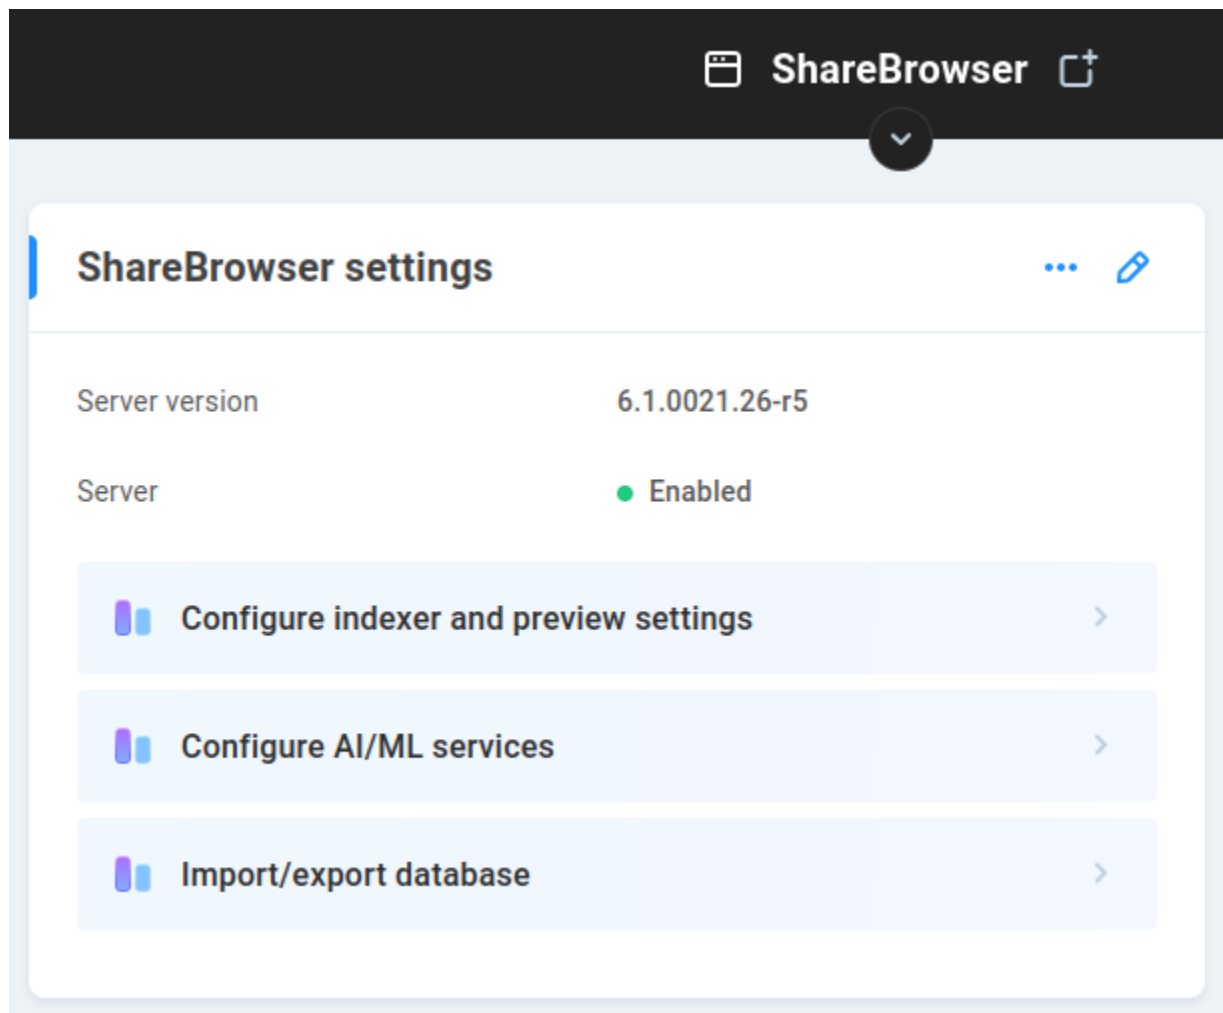 ShareBrowser
ShareBrowser settings
Server version 6.1.0021.26-r5
Server Enabled
Configure indexer and preview settings
Configure AI/ML services
Import/export database